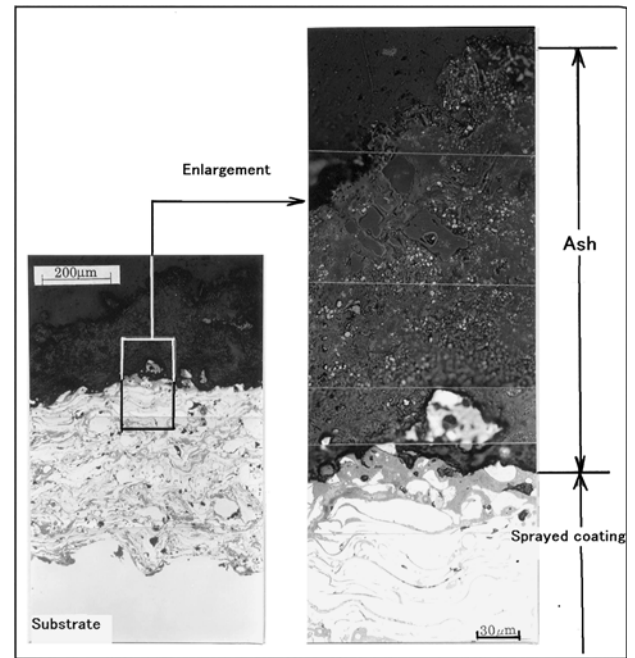 Enlargement
200μm
Ash
Sprayed coating
Substrate
30μm